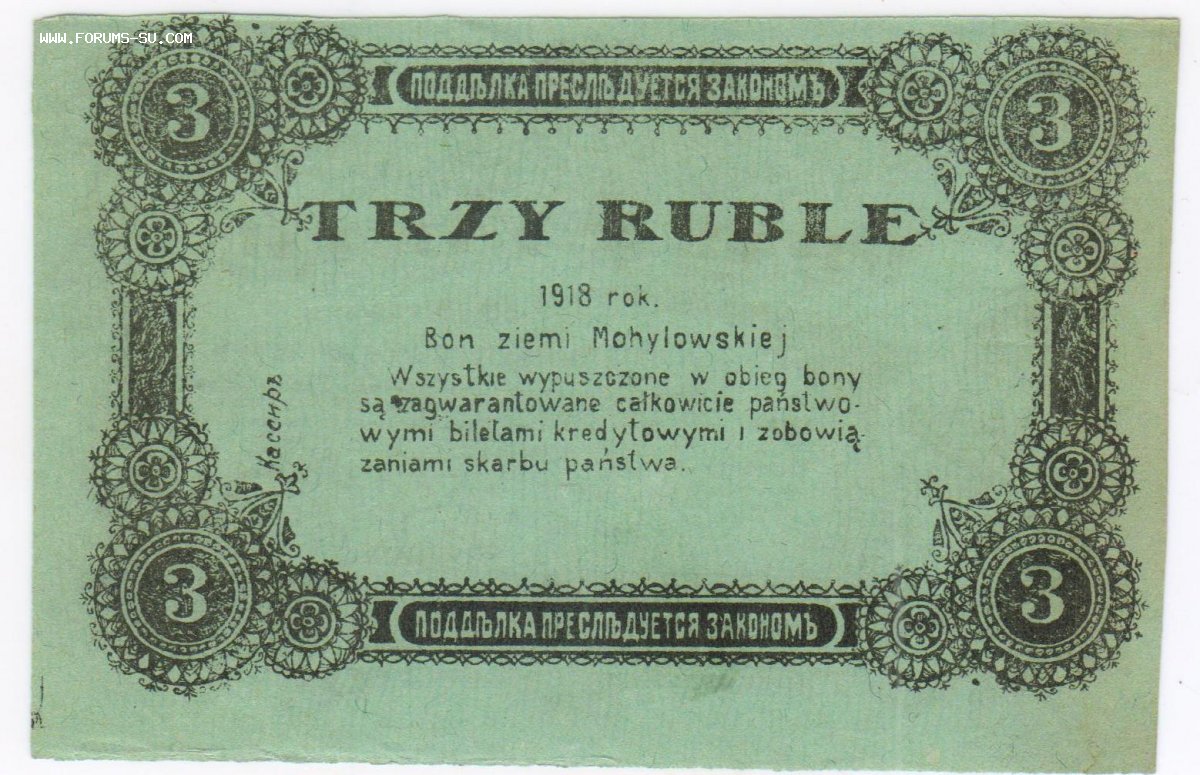 WWW.FORUMS-SU.COM
3
ПОДДѢЛКА ПРЕСЛѢДУЕТСЯ ЗАКОНОМЪ
3
TRZY RUBLE
1918 rok.
Bon ziemi Mohylowskiej
Wszystkie wypuszczone w obieg bony
są zagwarantowane całkowicie państwo-
wymi biletami kredytowymi i zobowią-
zaniami skarbu państwa.
Кассиръ
3
ПОДДѢЛКА ПРЕСЛѢДУЕТСЯ ЗАКОНОМЪ
3